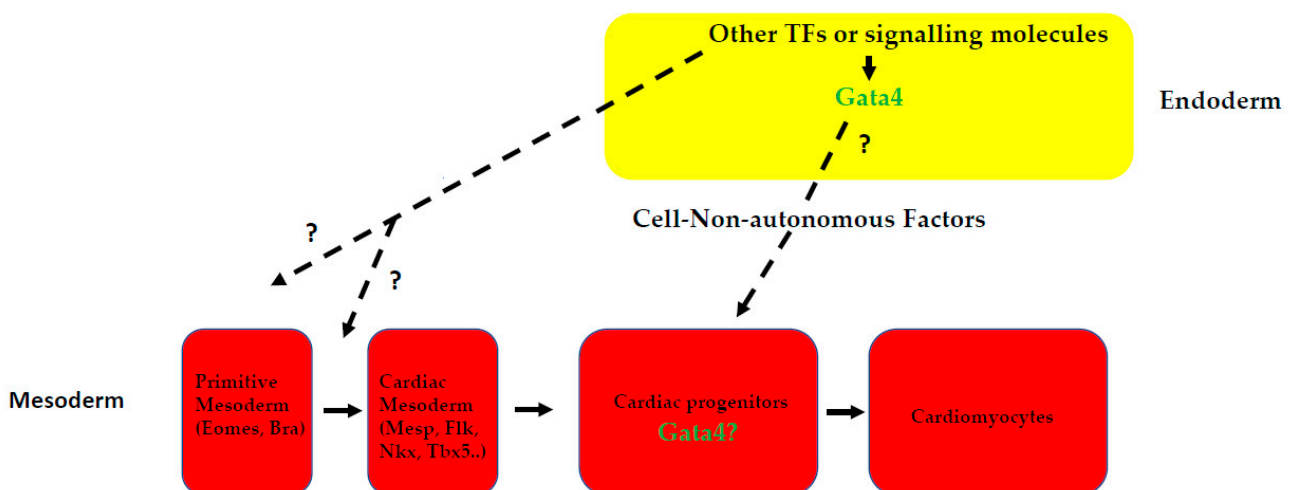 Other TFs or signalling molecules
Gata4
Endoderm
?
Cell-Non-autonomous Factors
?
?
Mesoderm
Primitive
Mesoderm
(Eomes, Bra)
Cardiac
Mesoderm
(Mesp, Flk,
Nkx, Tbx5..)
Cardiac progenitors
Gata4?
Cardiomyocytes